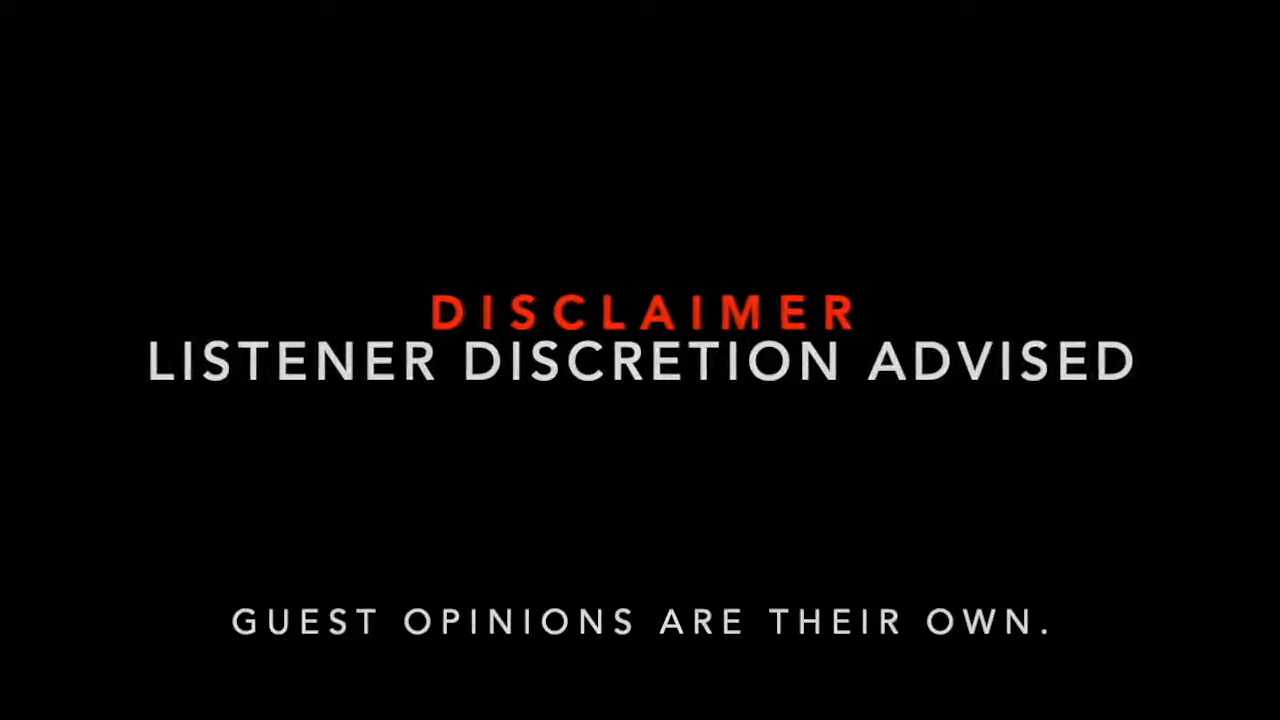 DISCLAIMER
LISTENER DISCRETION ADVISED
GUEST OPINIONS ARE THEIR OWN.